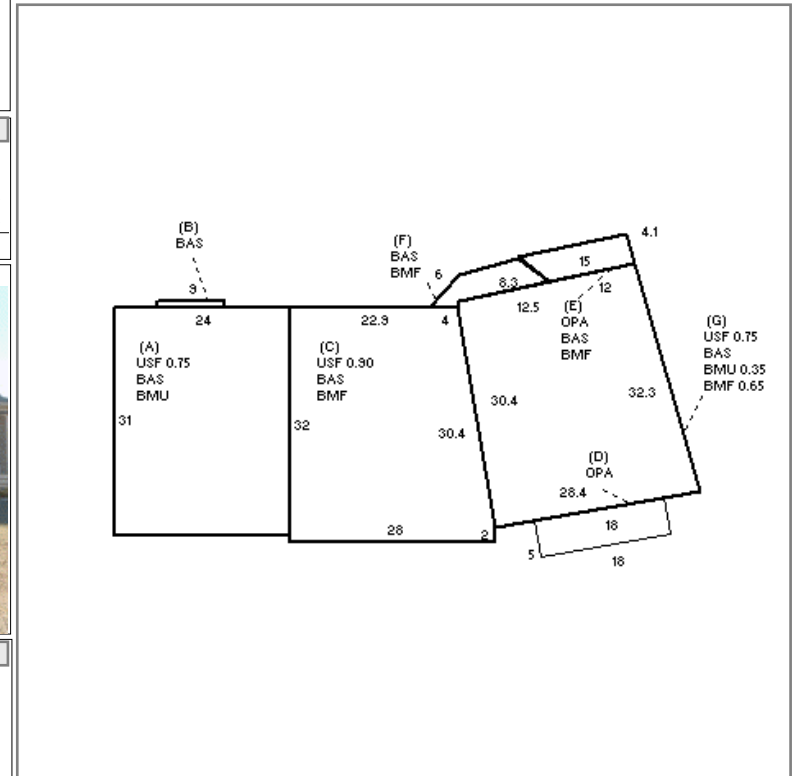 (B)
BAS
9
24
(A)
USF 0.75
BAS
BMU
31
22.9
(C)
USF 0.90
BAS
BMF
32
28
2
4
30.4
(F)
BAS
BMF
6
8.3
15
4.1
12.5
12
(E)
OPA
BAS
BMF
30.4
32.3
(G)
USF 0.75
BAS
BMU 0.35
BMF 0.65
(D)
OPA
28.4
18
5
18